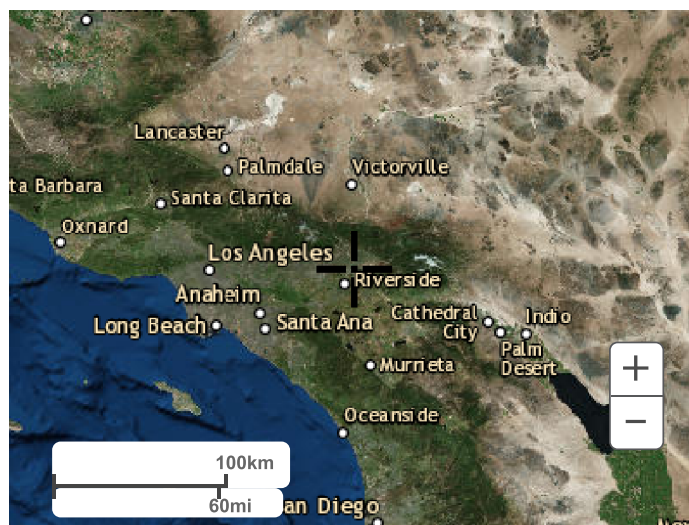 Lancaster
Palmdale
Victorville
ta Barbara
Santa Clarita
Oxnard
Los Angeles
Riverside
Anaheim
Cathedral
City
Indio
Long Beach
Santa Ana
Palm
Desert
Murrieta
Oceanside
100km
60mi
an Diego
+
−